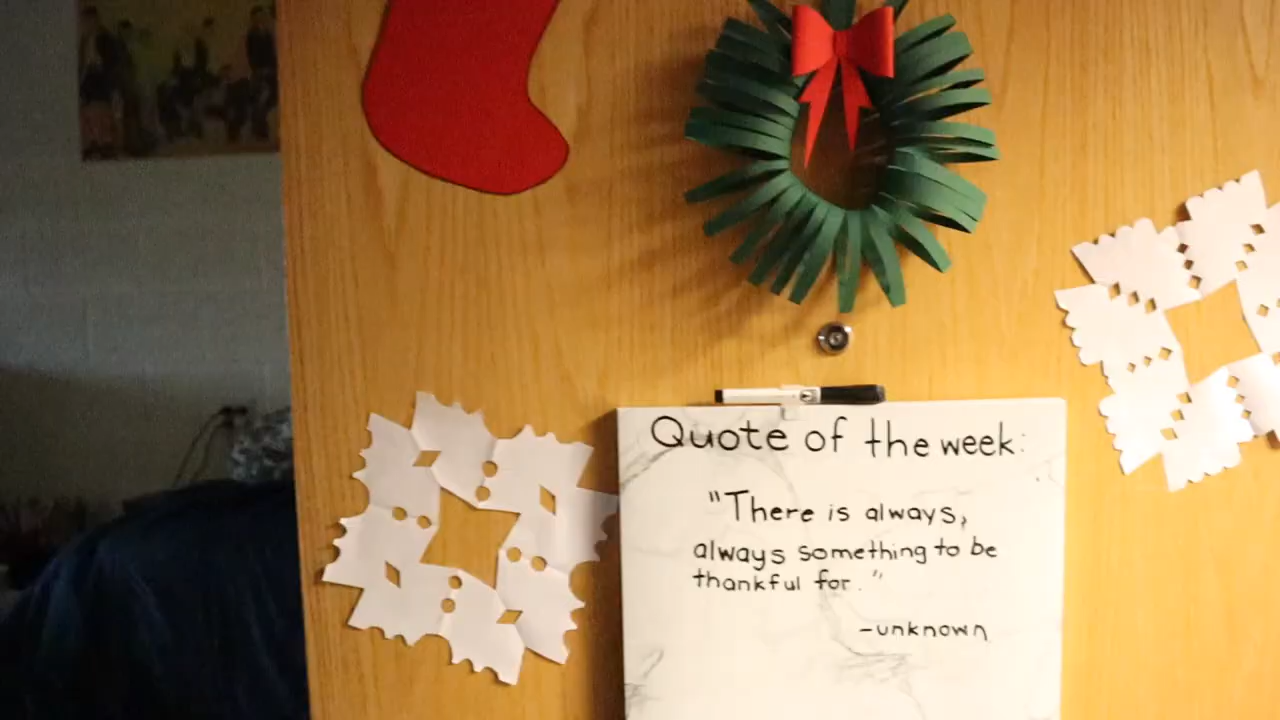 Quote of the week:
"There is always,
always something to be
thankful for."
-unknown